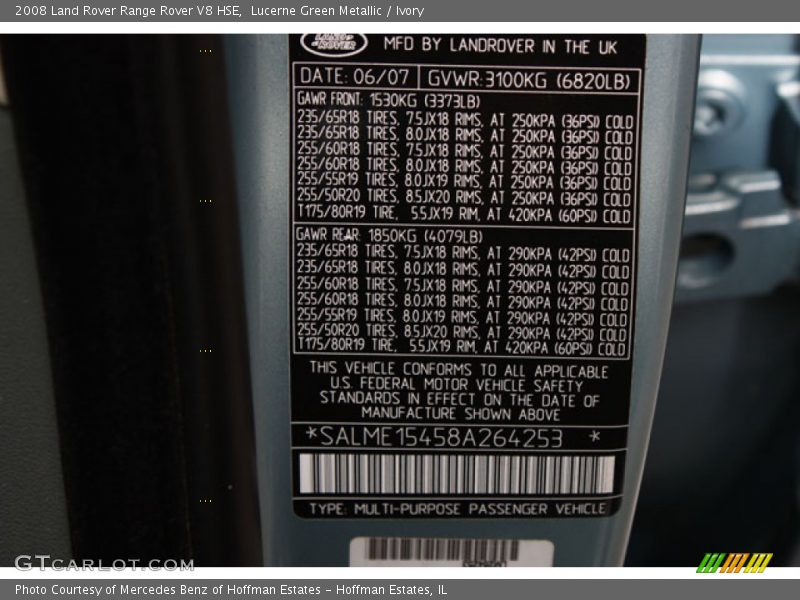 2008 Land Rover Range Rover V8 HSE,  Lucerne Green Metallic / Ivory
LAND ROVER
MFD BY LANDROVER IN THE UK
DATE: 06/07 GVWR: 3100KG (6820LB)
GAWR FRONT: 1530KG (3373LB)
235/65R18 TIRES, 7.5JX18 RIMS, AT 250KPA (36PSI) COLD
235/65R18 TIRES, 8.0JX18 RIMS, AT 250KPA (36PSI) COLD
255/60R18 TIRES, 7.5JX18 RIMS, AT 250KPA (36PSI) COLD
255/60R18 TIRES, 8.0JX18 RIMS, AT 250KPA (36PSI) COLD
255/55R19 TIRES, 8.0JX19 RIMS, AT 250KPA (36PSI) COLD
255/50R20 TIRES, 8.5JX20 RIMS, AT 250KPA (36PSI) COLD
T175/80R19 TIRE, 5.5JX19 RIM, AT 420KPA (60PSI) COLD
GAWR REAR: 1850KG (4079LB)
235/65R18 TIRES, 7.5JX18 RIMS, AT 290KPA (42PSI) COLD
235/65R18 TIRES, 8.0JX18 RIMS, AT 290KPA (42PSI) COLD
255/60R18 TIRES, 7.5JX18 RIMS, AT 290KPA (42PSI) COLD
255/60R18 TIRES, 8.0JX18 RIMS, AT 290KPA (42PSI) COLD
255/55R19 TIRES, 8.0JX19 RIMS, AT 290KPA (42PSI) COLD
255/50R20 TIRES, 8.5JX20 RIMS, AT 290KPA (42PSI) COLD
T175/80R19 TIRE, 5.5JX19 RIM, AT 420KPA (60PSI) COLD
THIS VEHICLE CONFORMS TO ALL APPLICABLE
U.S. FEDERAL MOTOR VEHICLE SAFETY
STANDARDS IN EFFECT ON THE DATE OF
MANUFACTURE SHOWN ABOVE
*SALME15458A264253 *
TYPE: MULTI-PURPOSE PASSENGER VEHICLE
GTCARLOT.COM
Photo Courtesy of Mercedes Benz of Hoffman Estates - Hoffman Estates, IL